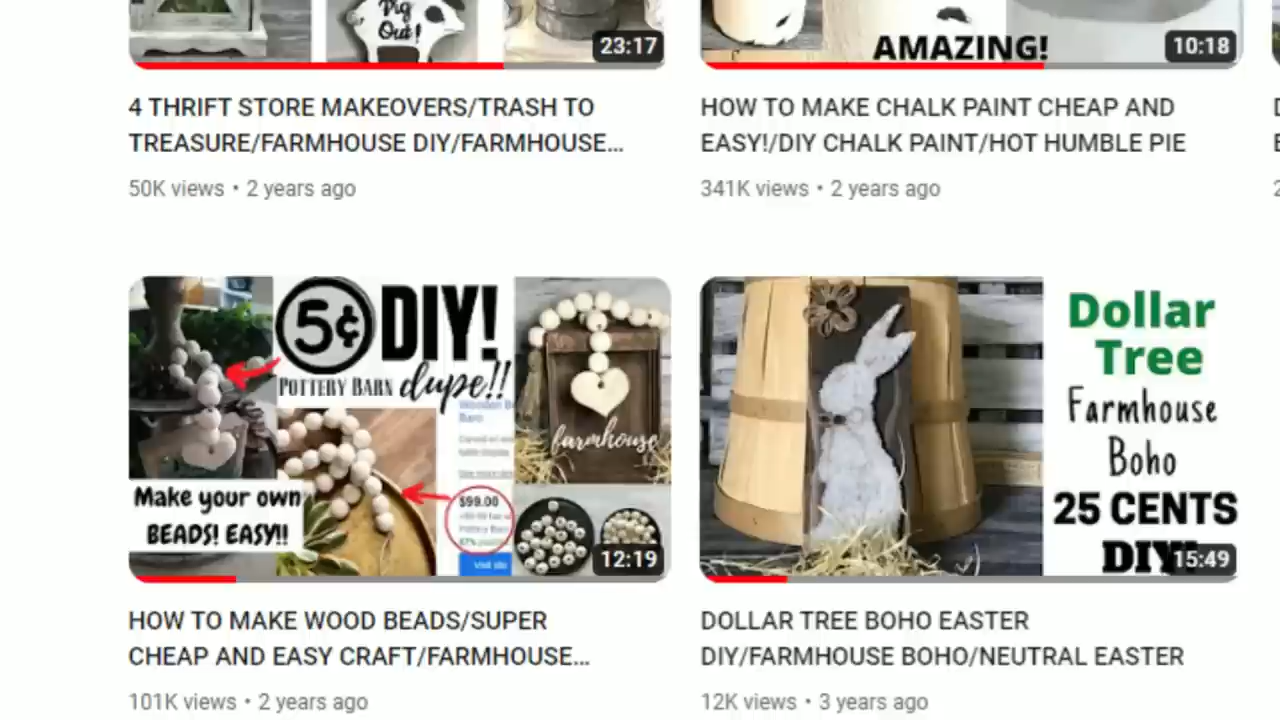 Pig
Out!
23:17
AMAZING!
10:18
4 THRIFT STORE MAKEOVERS/TRASH TO
TREASURE/FARMHOUSE DIY/FARMHOUSE...
50K views • 2 years ago
HOW TO MAKE CHALK PAINT CHEAP AND
EASY!/DIY CHALK PAINT/HOT HUMBLE PIE
341K views • 2 years ago
5¢ DIY!
POTTERY BARN dupe!!
farmhouse
Make your own
BEADS! EASY!!
$99.00
12:19
Dollar
Tree
Farmhouse
Boho
25 CENTS
DIY!
15:49
HOW TO MAKE WOOD BEADS/SUPER
CHEAP AND EASY CRAFT/FARMHOUSE...
101K views • 2 years ago
DOLLAR TREE BOHO EASTER
DIY/FARMHOUSE BOHO/NEUTRAL EASTER
12K views • 3 years ago